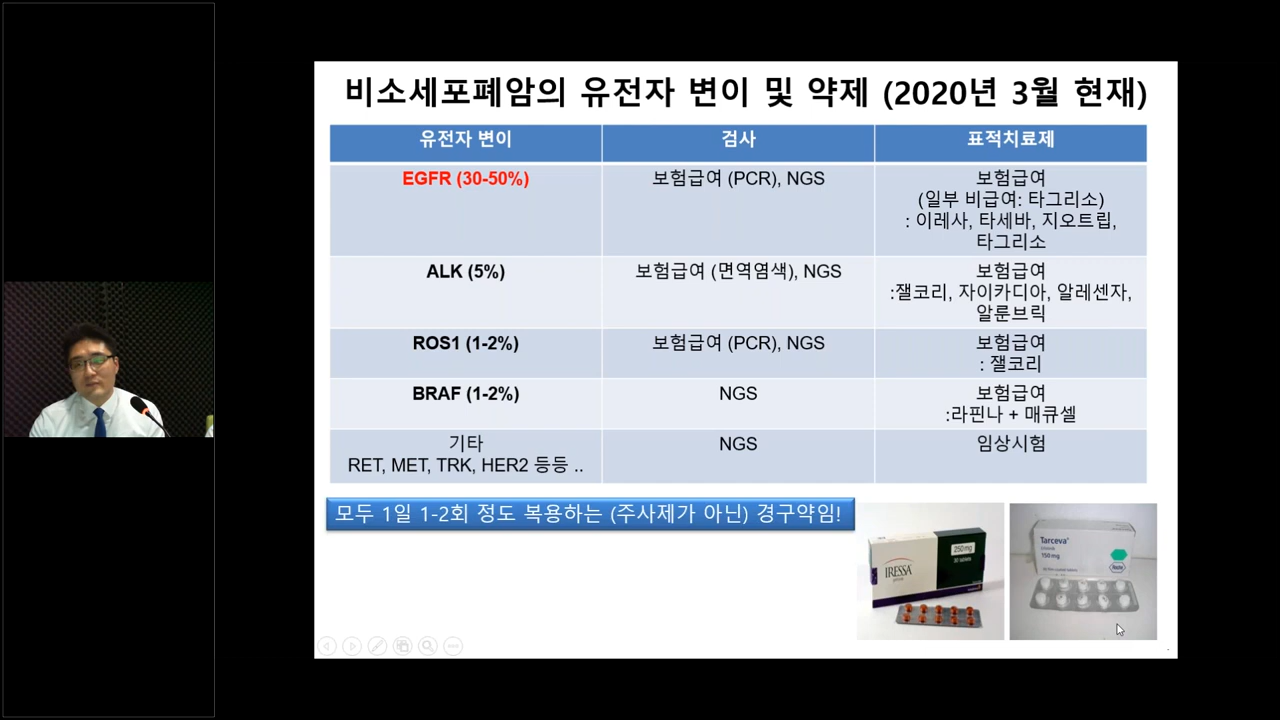 비소세포폐암의 유전자 변이 및 약제 (2020년 3월 현재)
유전자 변이
검사
표적치료제
EGFR (30-50%)
보험급여 (PCR), NGS
보험급여
(일부 비급여: 타그리소)
: 이레사, 타세바, 지오트립,
타그리소
ALK (5%)
보험급여 (면역염색), NGS
보험급여
:잴코리, 자이카디아, 알레센자,
알룬브릭
ROS1 (1-2%)
보험급여 (PCR), NGS
보험급여
: 잴코리
BRAF (1-2%)
NGS
보험급여
:라핀나 + 매큐셀
기타
RET, MET, TRK, HER2 등등 ..
NGS
임상시험
모두 1일 1-2회 정도 복용하는 (주사제가 아닌) 경구약임!
250mg
30 tablets
IRESSA
Tarceva
150 mg
Roche